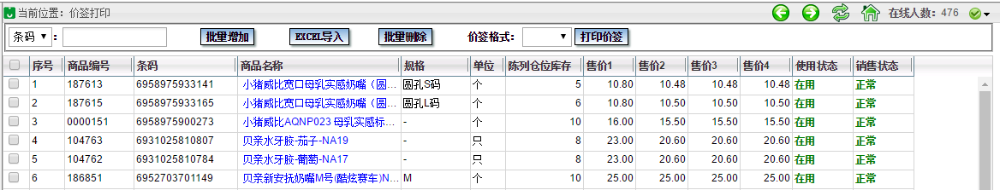 当前位置：价签打印 在线人数：476
条码 ： 批量增加 EXCEL导入 批量删除 价签格式： 打印价签
序号 商品编号 条码 商品名称 规格 单位 陈列仓位库存 售价1 售价2 售价3 售价4 使用状态 销售状态
1 187613 6958975933141 小猪威比宽口母乳实感奶嘴（圆... 圆孔S码 个 5 10.80 10.48 10.48 10.48 在用 正常
2 187615 6958975933165 小猪威比宽口母乳实感奶嘴（圆... 圆孔L码 个 6 10.80 10.50 10.50 10.50 在用 正常
3 0000151 6958975900273 小猪威比AQNP023 母乳实感标... - 个 10 16.00 15.50 15.50 15.50 在用 正常
4 104763 6931025810807 贝亲水牙胶-茄子-NA19 - 只 8 23.00 20.60 20.60 20.60 在用 正常
5 104762 6931025810784 贝亲水牙胶-葡萄-NA17 - 只 8 23.00 20.60 20.60 20.60 在用 正常
6 186851 6952703701149 贝亲新安抚奶嘴M号(酷炫赛车)N... M 个 10 25.00 25.00 25.00 25.00 在用 正常